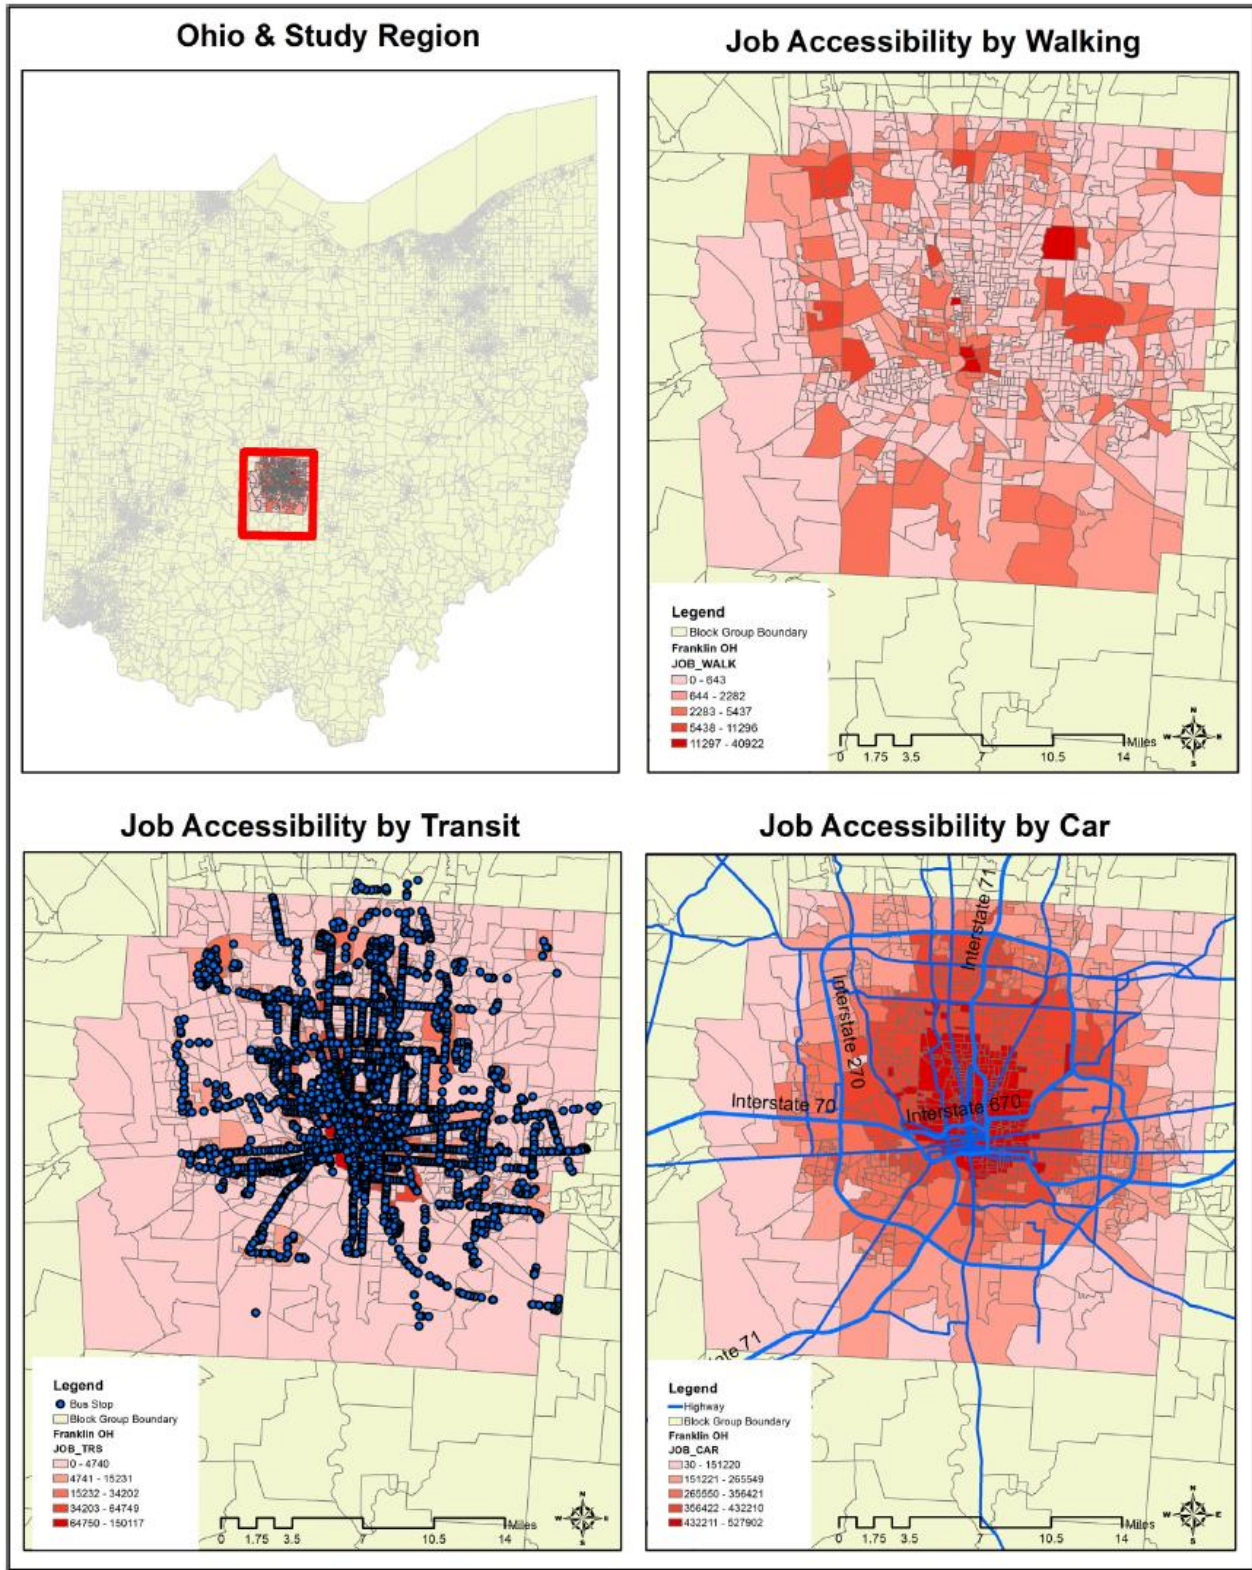 Ohio & Study Region
Job Accessibility by Walking
Legend
Block Group Boundary
Franklin OH
JOB_WALK
0 - 643
644 - 2282
2283 - 5437
5438 - 11296
11297 - 40922
N
W E
S
Miles
0 1.75 3.5 7 10.5 14
Job Accessibility by Transit
Legend
Bus Stop
Block Group Boundary
Franklin OH
JOB_TRS
0 - 4740
4741 - 15231
15232 - 34202
34203 - 64749
64750 - 150117
N
W E
S
Miles
0 1.75 3.5 7 10.5 14
Job Accessibility by Car
Interstate 71
Interstate 270
Interstate 70
Interstate 670
ate 71
Legend
Highway
Block Group Boundary
Franklin OH
JOB_CAR
30 - 151220
151221 - 265549
265550 - 356421
356422 - 432210
432211 - 527902
N
W E
S
Miles
0 1.75 3.5 7 10.5 14